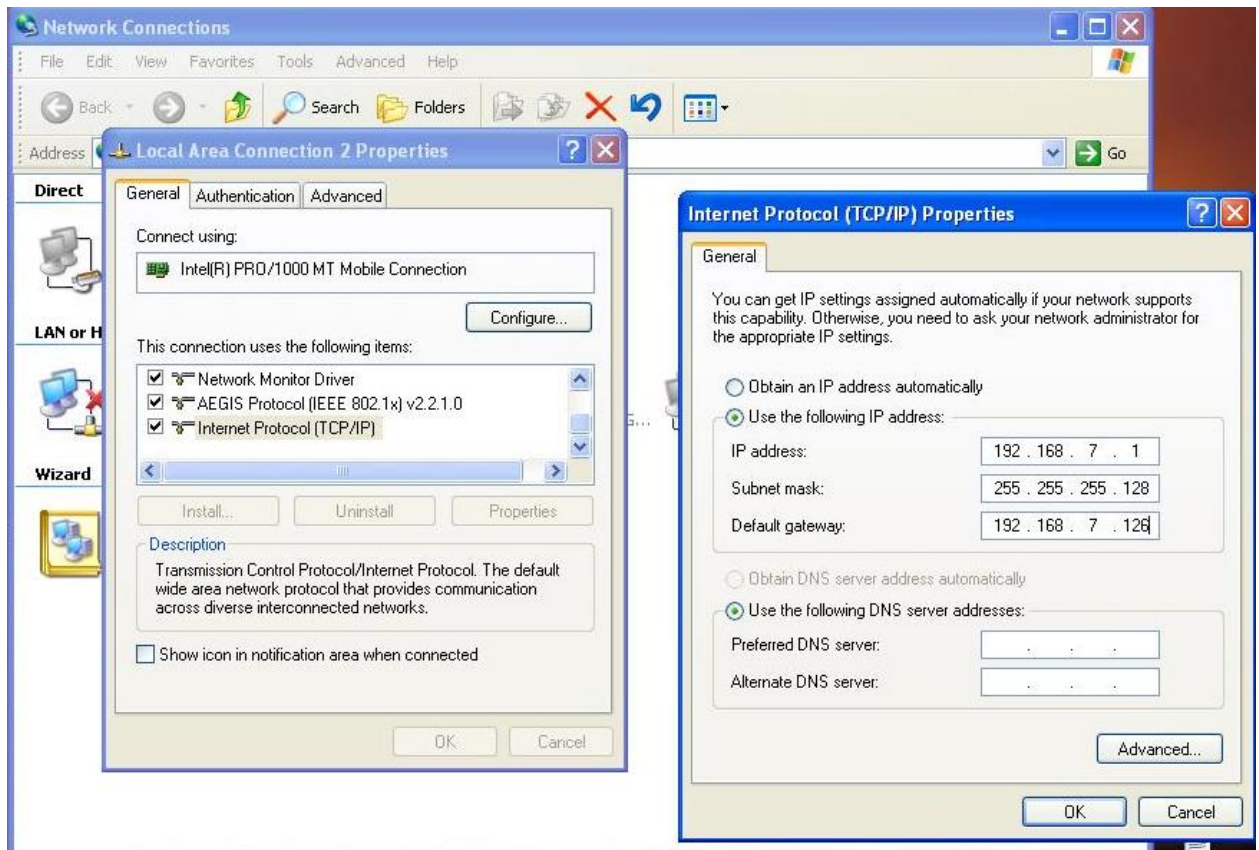 Network Connections
File Edit View Favorites Tools Advanced Help
Back Search Folders
Address Go
Direct
LAN or H
Wizard
Local Area Connection 2 Properties
General Authentication Advanced
Connect using:
Intel(R) PRO/1000 MT Mobile Connection
Configure...
This connection uses the following items:
Network Monitor Driver
AEGIS Protocol (IEEE 802.1x) v2.2.1.0
Internet Protocol (TCP/IP)
Install... Uninstall Properties
Description
Transmission Control Protocol/Internet Protocol. The default
wide area network protocol that provides communication
across diverse interconnected networks.
Show icon in notification area when connected
OK Cancel
Internet Protocol (TCP/IP) Properties
General
You can get IP settings assigned automatically if your network supports
this capability. Otherwise, you need to ask your network administrator for
the appropriate IP settings.
Obtain an IP address automatically
Use the following IP address:
IP address: 192 . 168 . 7 . 1
Subnet mask: 255 . 255 . 255 . 128
Default gateway: 192 . 168 . 7 . 126
Obtain DNS server address automatically
Use the following DNS server addresses:
Preferred DNS server: . . .
Alternate DNS server: . . .
Advanced...
OK Cancel